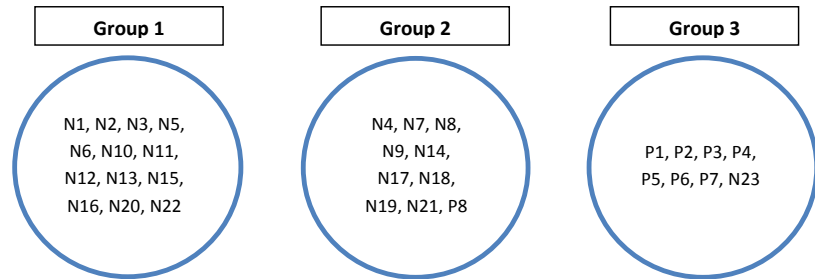 Group 1
N1, N2, N3, N5,
N6, N10, N11,
N12, N13, N15,
N16, N20, N22
Group 2
N4, N7, N8,
N9, N14,
N17, N18,
N19, N21, P8
Group 3
P1, P2, P3, P4,
P5, P6, P7, N23